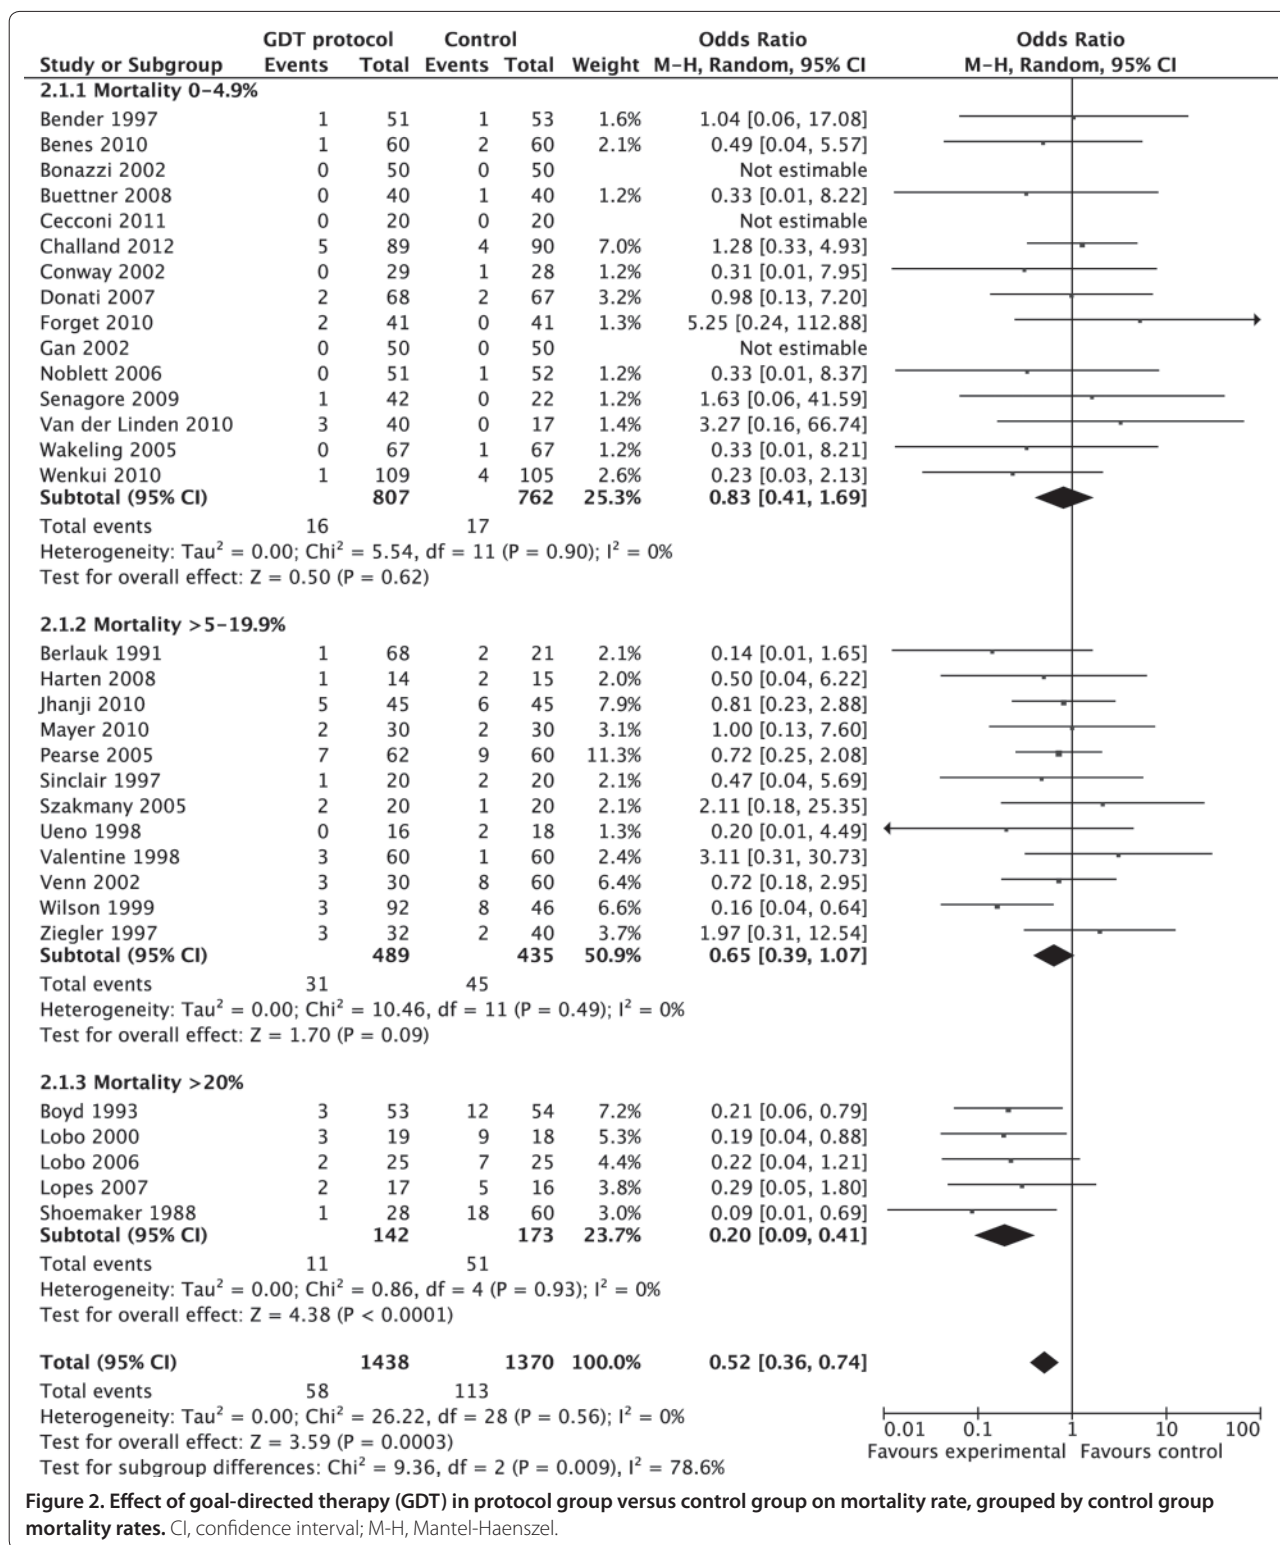 GDT protocol Control Odds Ratio Odds Ratio
Study or Subgroup Events Total Events Total Weight M-H, Random, 95% CI M-H, Random, 95% CI
2.1.1 Mortality 0-4.9%
Bender 1997 1 51 1 53 1.6% 1.04 [0.06, 17.08]
Benes 2010 1 60 2 60 2.1% 0.49 [0.04, 5.57]
Bonazzi 2002 0 50 0 50 Not estimable
Buettner 2008 0 40 1 40 1.2% 0.33 [0.01, 8.22]
Cecconi 2011 0 20 0 20 Not estimable
Challand 2012 5 89 4 90 7.0% 1.28 [0.33, 4.93]
Conway 2002 0 29 1 28 1.2% 0.31 [0.01, 7.95]
Donati 2007 2 68 2 67 3.2% 0.98 [0.13, 7.20]
Forget 2010 2 41 0 41 1.3% 5.25 [0.24, 112.88]
Gan 2002 0 50 0 50 Not estimable
Noblett 2006 0 51 1 52 1.2% 0.33 [0.01, 8.37]
Senagore 2009 1 42 0 22 1.2% 1.63 [0.06, 41.59]
Van der Linden 2010 3 40 0 17 1.4% 3.27 [0.16, 66.74]
Wakeling 2005 0 67 1 67 1.2% 0.33 [0.01, 8.21]
Wenkui 2010 1 109 4 105 2.6% 0.23 [0.03, 2.13]
Subtotal (95% CI) 807 762 25.3% 0.83 [0.41, 1.69]
Total events 16 17
Heterogeneity: Tau² = 0.00; Chi² = 5.54, df = 11 (P = 0.90); I² = 0%
Test for overall effect: Z = 0.50 (P = 0.62)
2.1.2 Mortality >5-19.9%
Berlauk 1991 1 68 2 21 2.1% 0.14 [0.01, 1.65]
Harten 2008 1 14 2 15 2.0% 0.50 [0.04, 6.22]
Jhanji 2010 5 45 6 45 7.9% 0.81 [0.23, 2.88]
Mayer 2010 2 30 2 30 3.1% 1.00 [0.13, 7.60]
Pearse 2005 7 62 9 60 11.3% 0.72 [0.25, 2.08]
Sinclair 1997 1 20 2 20 2.1% 0.47 [0.04, 5.69]
Szakmany 2005 2 20 1 20 2.1% 2.11 [0.18, 25.35]
Ueno 1998 0 16 2 18 1.3% 0.20 [0.01, 4.49]
Valentine 1998 3 60 1 60 2.4% 3.11 [0.31, 30.73]
Venn 2002 3 30 8 60 6.4% 0.72 [0.18, 2.95]
Wilson 1999 3 92 8 46 6.6% 0.16 [0.04, 0.64]
Ziegler 1997 3 32 2 40 3.7% 1.97 [0.31, 12.54]
Subtotal (95% CI) 489 435 50.9% 0.65 [0.39, 1.07]
Total events 31 45
Heterogeneity: Tau² = 0.00; Chi² = 10.46, df = 11 (P = 0.49); I² = 0%
Test for overall effect: Z = 1.70 (P = 0.09)
2.1.3 Mortality >20%
Boyd 1993 3 53 12 54 7.2% 0.21 [0.06, 0.79]
Lobo 2000 3 19 9 18 5.3% 0.19 [0.04, 0.88]
Lobo 2006 2 25 7 25 4.4% 0.22 [0.04, 1.21]
Lopes 2007 2 17 5 16 3.8% 0.29 [0.05, 1.80]
Shoemaker 1988 1 28 18 60 3.0% 0.09 [0.01, 0.69]
Subtotal (95% CI) 142 173 23.7% 0.20 [0.09, 0.41]
Total events 11 51
Heterogeneity: Tau² = 0.00; Chi² = 0.86, df = 4 (P = 0.93); I² = 0%
Test for overall effect: Z = 4.38 (P < 0.0001)
Total (95% CI) 1438 1370 100.0% 0.52 [0.36, 0.74]
Total events 58 113
Heterogeneity: Tau² = 0.00; Chi² = 26.22, df = 28 (P = 0.56); I² = 0%
Test for overall effect: Z = 3.59 (P = 0.0003)
Test for subgroup differences: Chi² = 9.36, df = 2 (P = 0.009), I² = 78.6%
0.01 0.1 1 10 100
Favours experimental Favours control
Figure 2. Effect of goal-directed therapy (GDT) in protocol group versus control group on mortality rate, grouped by control group
mortality rates. CI, confidence interval; M-H, Mantel-Haenszel.